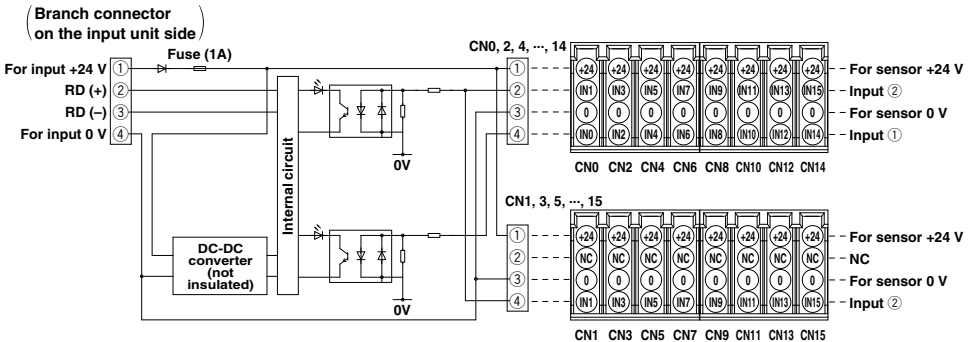 (Branch connector
on the input unit side)
Fuse (1A)
For input +24 V ①
RD (+) ②
RD (–) ③
For input 0 V ④
Internal circuit
DC-DC
converter
(not
insulated)
0V
0V
CN0, 2, 4, ···, 14
① +24 +24 +24 +24 +24 +24 +24 +24 For sensor +24 V
② IN1 IN3 IN5 IN7 IN9 IN11 IN13 IN15 Input ②
③ 0 0 0 0 0 0 0 0 For sensor 0 V
④ IN0 IN2 IN4 IN6 IN8 IN10 IN12 IN14 Input ①
CN0 CN2 CN4 CN6 CN8 CN10 CN12 CN14
CN1, 3, 5, ···, 15
① +24 +24 +24 +24 +24 +24 +24 +24 For sensor +24 V
② NC NC NC NC NC NC NC NC NC
③ 0 0 0 0 0 0 0 0 For sensor 0 V
④ IN1 IN3 IN5 IN7 IN9 IN11 IN13 IN15 Input ②
CN1 CN3 CN5 CN7 CN9 CN11 CN13 CN15